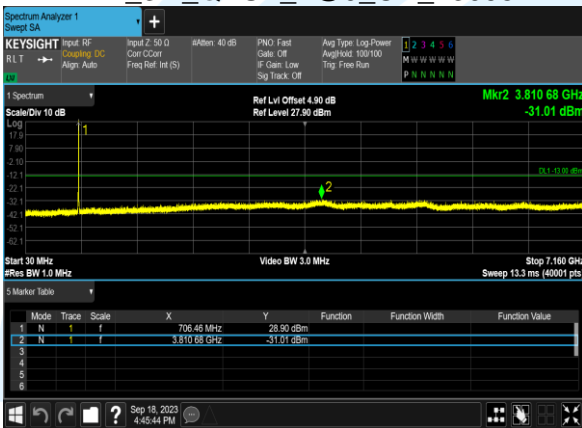 Spectrum Analyzer 1
Swept SA
KEYSIGHT Input: RF Input Z: 50 Ω #Atten: 40 dB PNO: Fast Avg Type: Log-Power 1 2 3 4 5 6
RLT Coupling: DC Corr CCorr Gate: Off Avg|Hold: 100/100 M W W W W W
Align: Auto Freq Ref: Int (S) IF Gain: Low Trig: Free Run
Sig Track: Off P N N N N N
LW
1 Spectrum Ref Lvl Offset 4.90 dB Mkr2 3.810 68 GHz
Scale/Div 10 dB Ref Level 27.90 dBm -31.01 dBm
Log
17.9
1
7.90
-2.10
-12.1 DL1 -13.00 dBm
-22.1
2
-32.1
-42.1
-52.1
-62.1
Start 30 MHz Video BW 3.0 MHz Stop 7.160 GHz
#Res BW 1.0 MHz Sweep 13.3 ms (40001 pts
5 Marker Table
Mode Trace Scale X Y Function Function Width Function Value
1 N 1 f 706.46 MHz 28.90 dBm
2 N 1 f 3.810 68 GHz -31.01 dBm
3
4
5
6
? Sep 18, 2023
4:45:44 PM